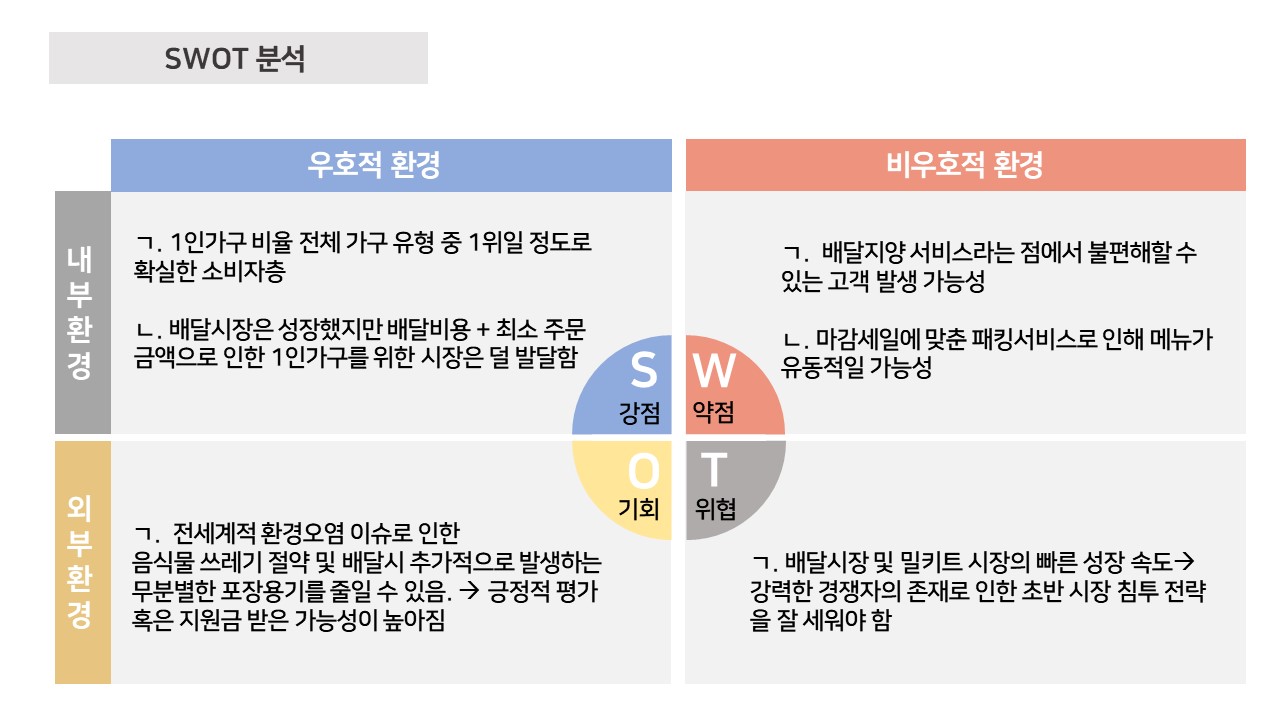 SWOT 분석
우호적 환경
비우호적 환경
내부환경
ㄱ. 1인가구 비율 전체 가구 유형 중 1위일 정도로
확실한 소비자층
ㄴ. 배달시장은 성장했지만 배달비용 + 최소 주문
금액으로 인한 1인가구를 위한 시장은 덜 발달함
S
강점
ㄱ. 배달지양 서비스라는 점에서 불편해할 수
있는 고객 발생 가능성
ㄴ. 마감세일에 맞춘 패킹서비스로 인해 메뉴가
유동적일 가능성
W
약점
외부환경
O
기회
ㄱ. 전세계적 환경오염 이슈로 인한
음식물 쓰레기 절약 및 배달시 추가적으로 발생하는
무분별한 포장용기를 줄일 수 있음. → 긍정적 평가
혹은 지원금 받은 가능성이 높아짐
T
위협
ㄱ. 배달시장 및 밀키트 시장의 빠른 성장 속도→
강력한 경쟁자의 존재로 인한 초반 시장 침투 전략
을 잘 세워야 함